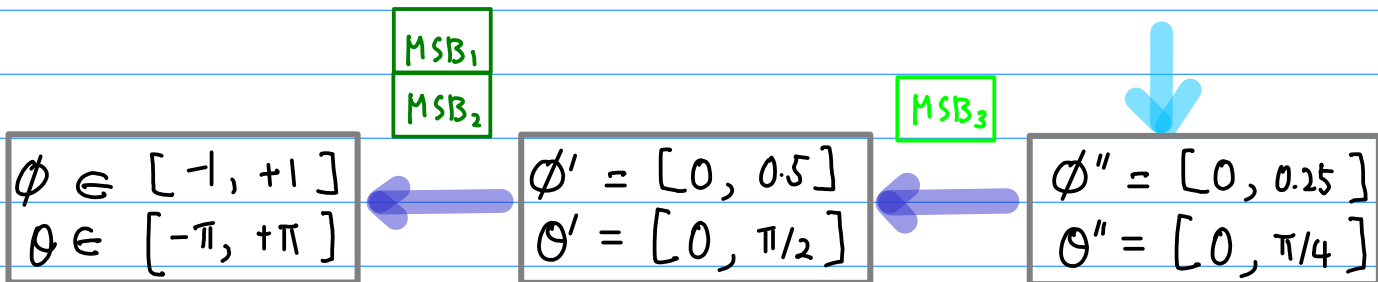 MSB₁
MSB₂
MSB₃
ϕ ∈ [-1, +1]
θ ∈ [-π, +π]
ϕ' = [0, 0.5]
θ' = [0, π/2]
ϕ'' = [0, 0.25]
θ'' = [0, π/4]